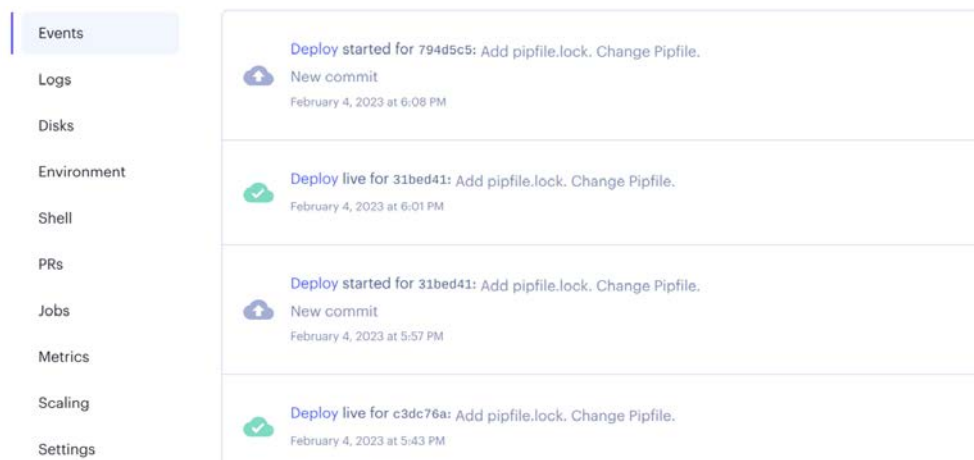 Events
Logs
Disks
Environment
Shell
PRs
Jobs
Metrics
Scaling
Settings
Deploy started for 794d5c5: Add pipfile.lock. Change Pipfile.
New commit
February 4, 2023 at 6:08 PM
Deploy live for 31bed41: Add pipfile.lock. Change Pipfile.
February 4, 2023 at 6:01 PM
Deploy started for 31bed41: Add pipfile.lock. Change Pipfile.
New commit
February 4, 2023 at 5:57 PM
Deploy live for c3dc76a: Add pipfile.lock. Change Pipfile.
February 4, 2023 at 5:43 PM